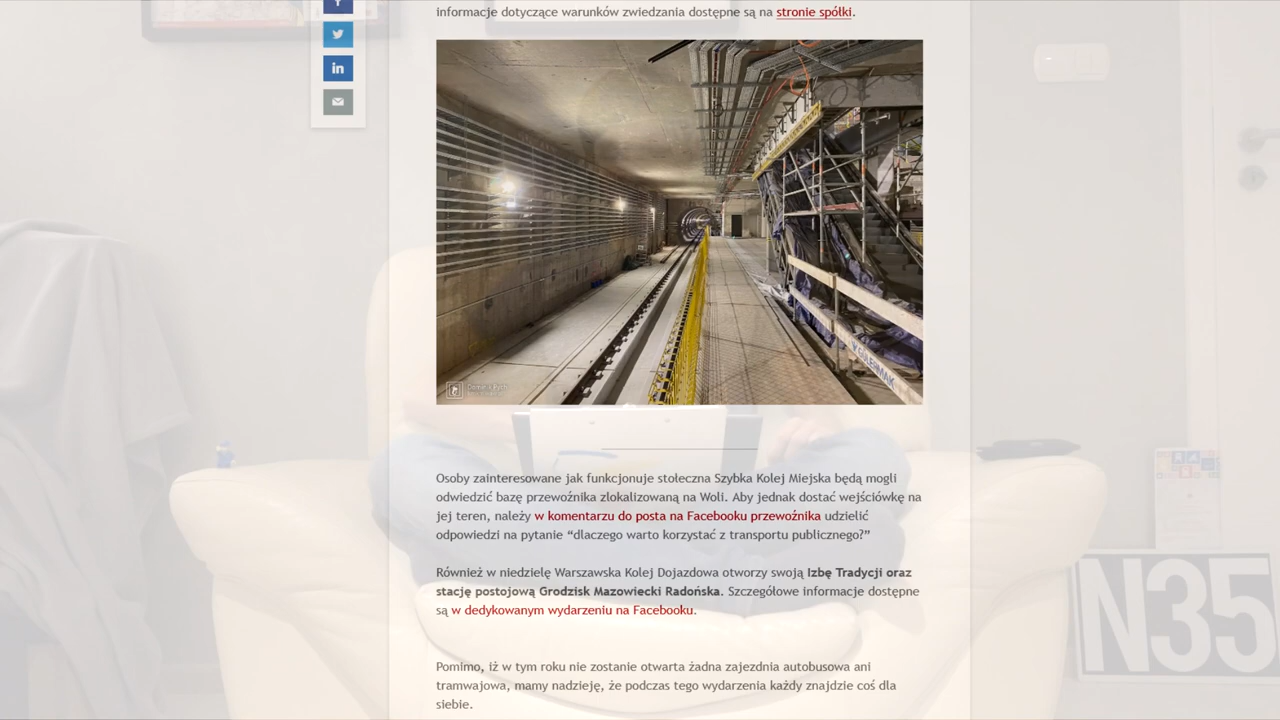 informacje dotyczące warunków zwiedzania dostępne są na stronie spółki.
GÜLERMAK
Osoby zainteresowane jak funkcjonuje stołeczna Szybka Kolej Miejska będą mogli
odwiedzić bazę przewoźnika zlokalizowaną na Woli. Aby jednak dostać wejściówkę na
jej teren, należy w komentarzu do posta na Facebooku przewoźnika udzielić
odpowiedzi na pytanie “dlaczego warto korzystać z transportu publicznego?”
Również w niedzielę Warszawska Kolej Dojazdowa otworzy swoją Izbę Tradycji oraz
stację postojową Grodzisk Mazowiecki Radońska. Szczegółowe informacje dostępne
są w dedykowanym wydarzeniu na Facebooku.
N35
Pomimo, iż w tym roku nie zostanie otwarta żadna zajezdnia autobusowa ani
tramwajowa, mamy nadzieję, że podczas tego wydarzenia każdy znajdzie coś dla
siebie.